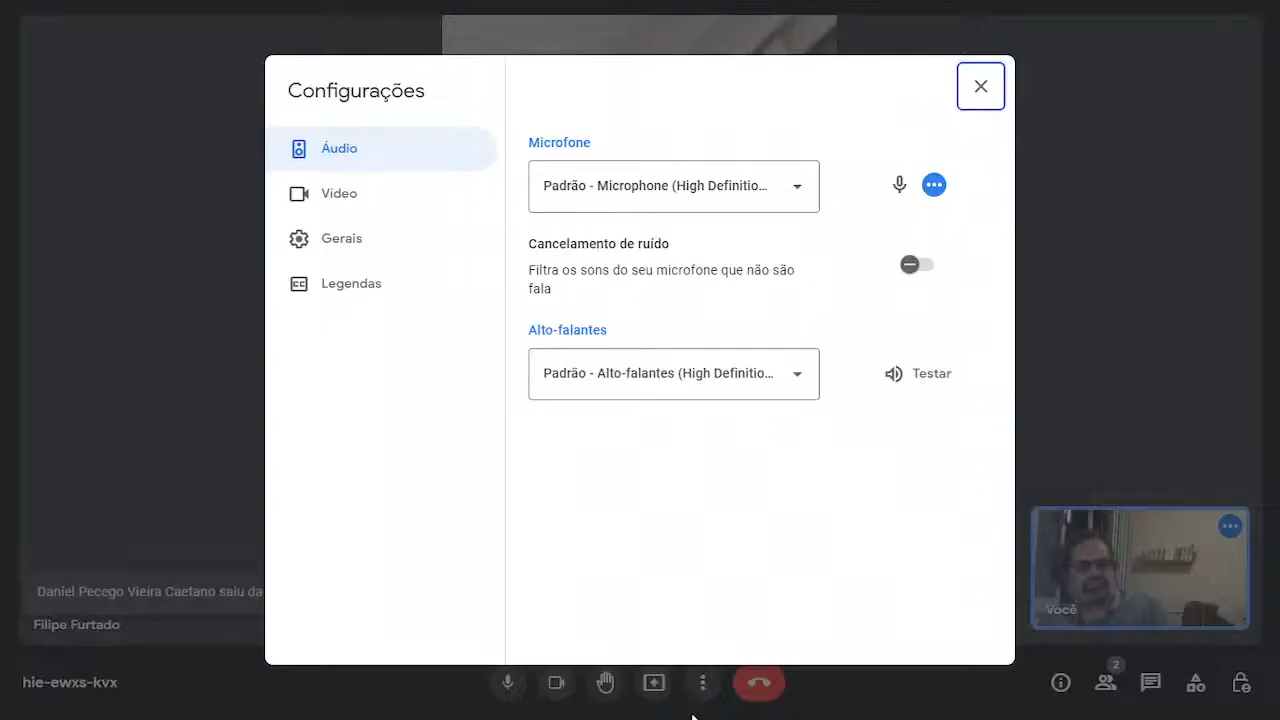 Configurações
Áudio
Vídeo
Gerais
Legendas
Microfone
Padrão - Microphone (High Definitio...
Cancelamento de ruído
Filtra os sons do seu microfone que não são
fala
Alto-falantes
Padrão - Alto-falantes (High Definitio...
Testar
Daniel Pecego Vieira Caetano saiu da
Filipe Furtado
Você
hie-ewxs-kvx
2